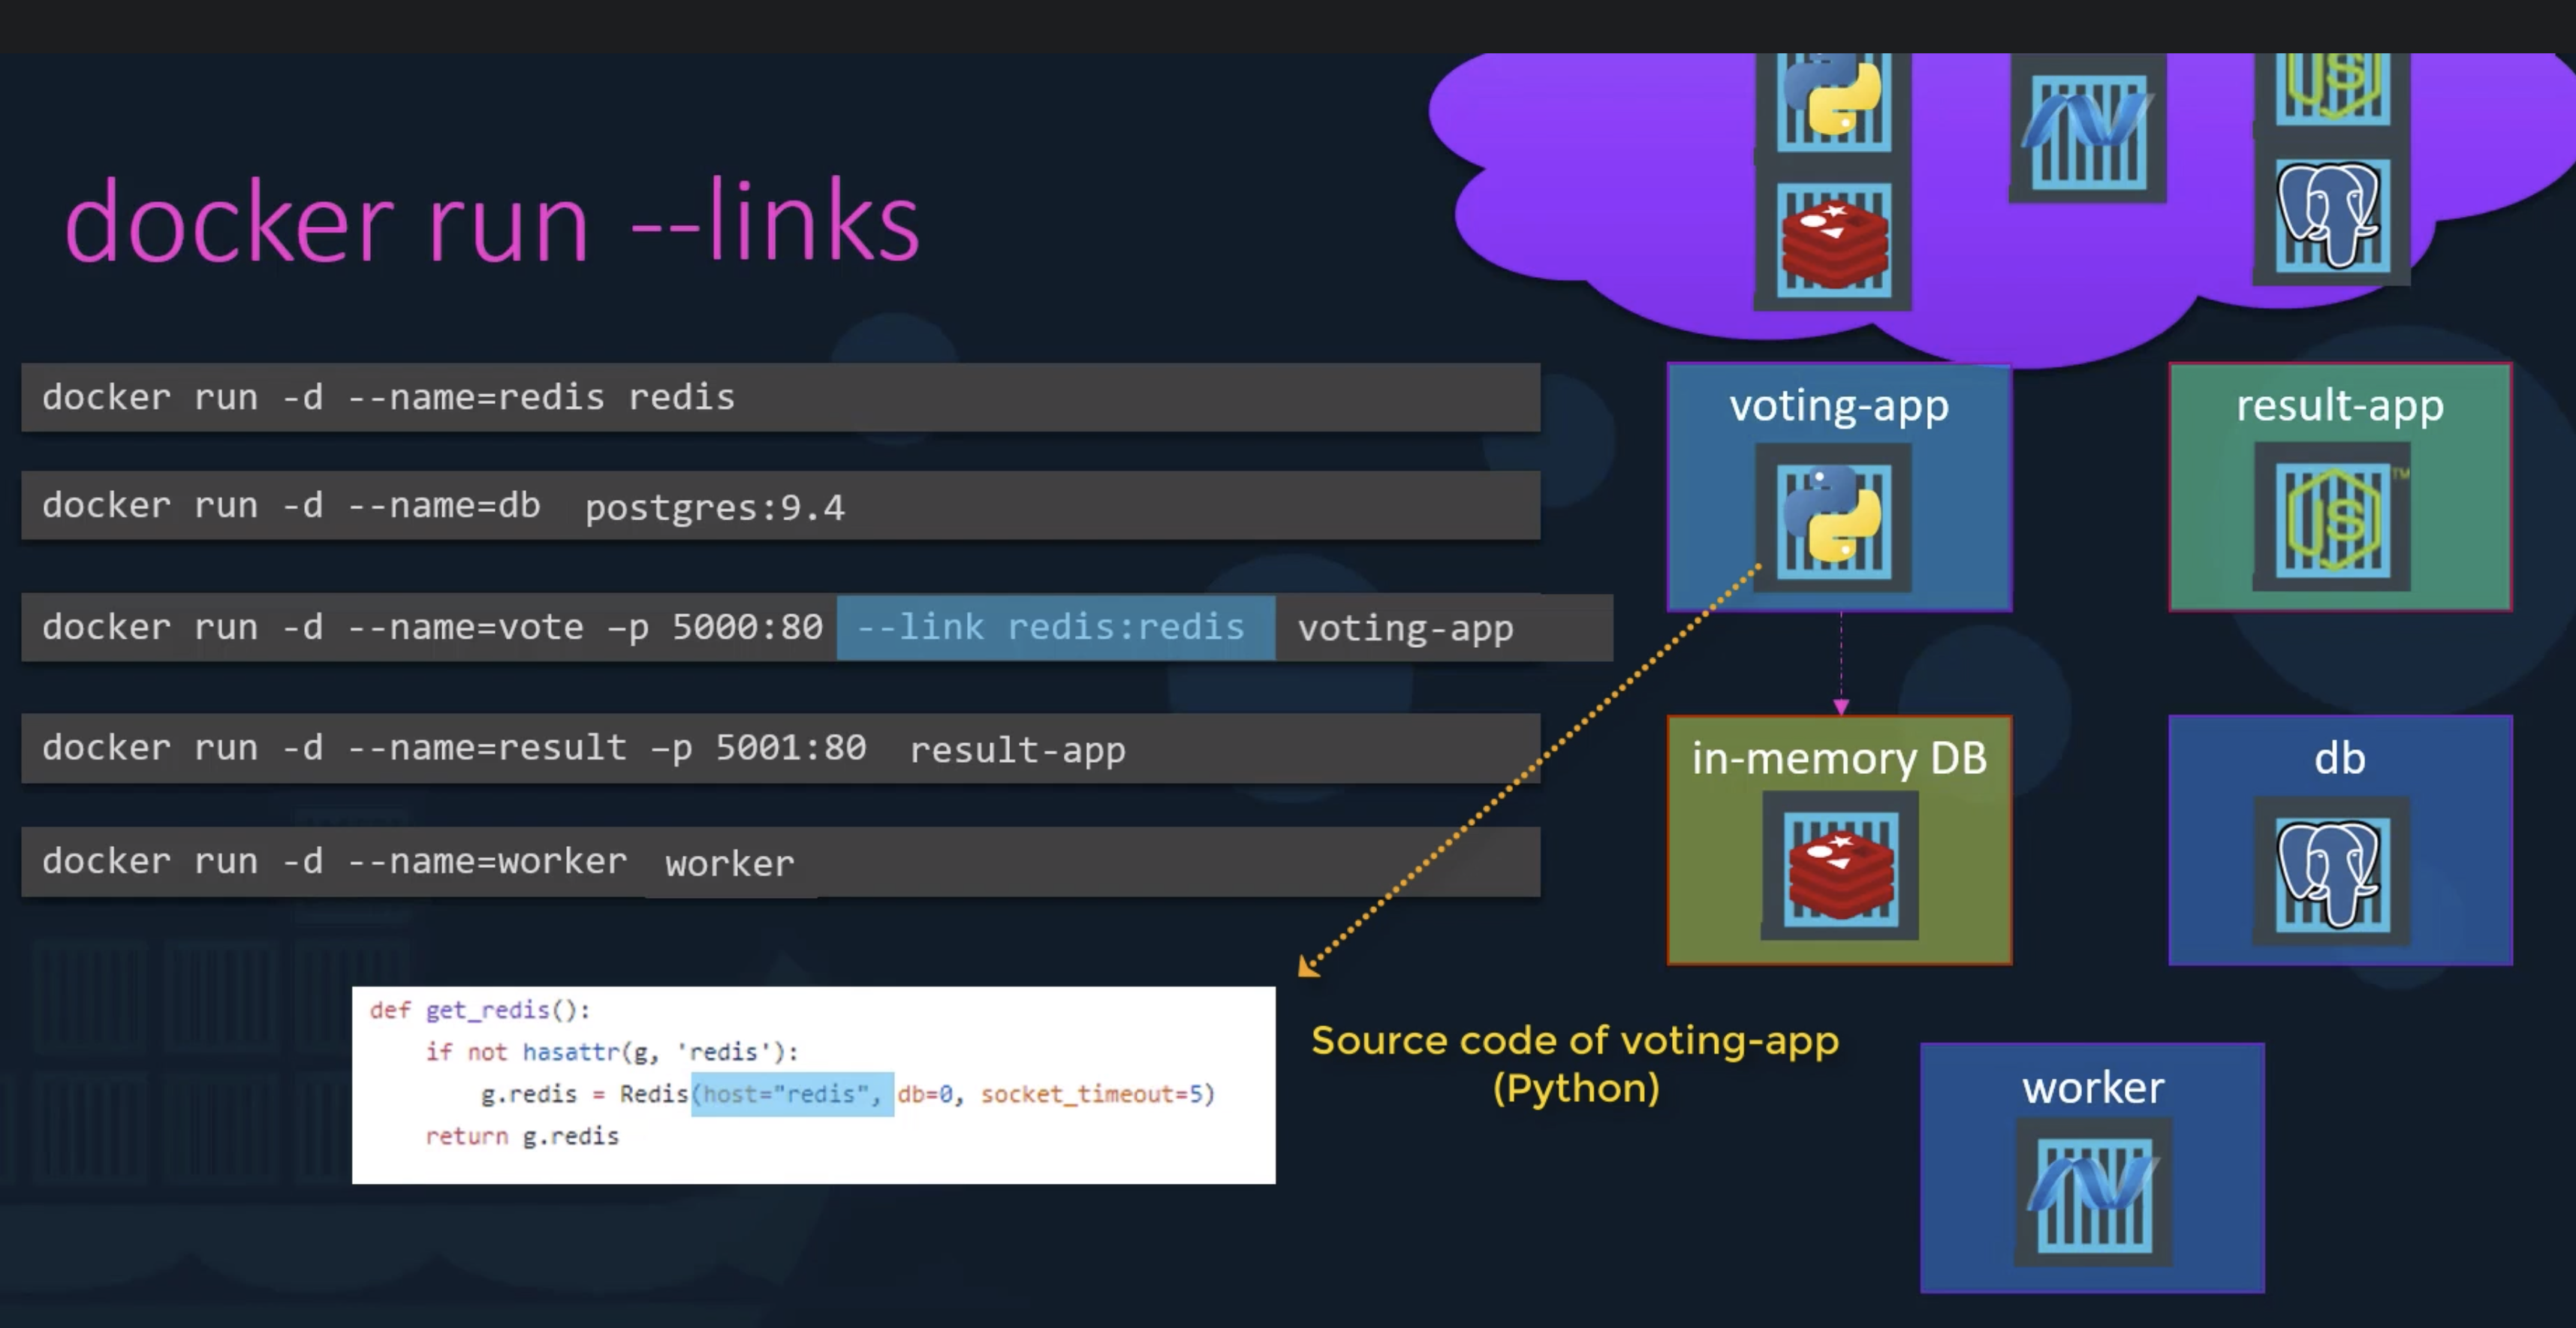 docker run --links
docker run -d --name=redis redis
docker run -d --name=db postgres:9.4
docker run -d --name=vote –p 5000:80 --link redis:redis voting-app
docker run -d --name=result –p 5001:80 result-app
docker run -d --name=worker worker
def get_redis():
    if not hasattr(g, 'redis'):
        g.redis = Redis(host="redis", db=0, socket_timeout=5)
    return g.redis
Source code of voting-app
(Python)
JS
voting-app
result-app
JS
TM
in-memory DB
db
worker